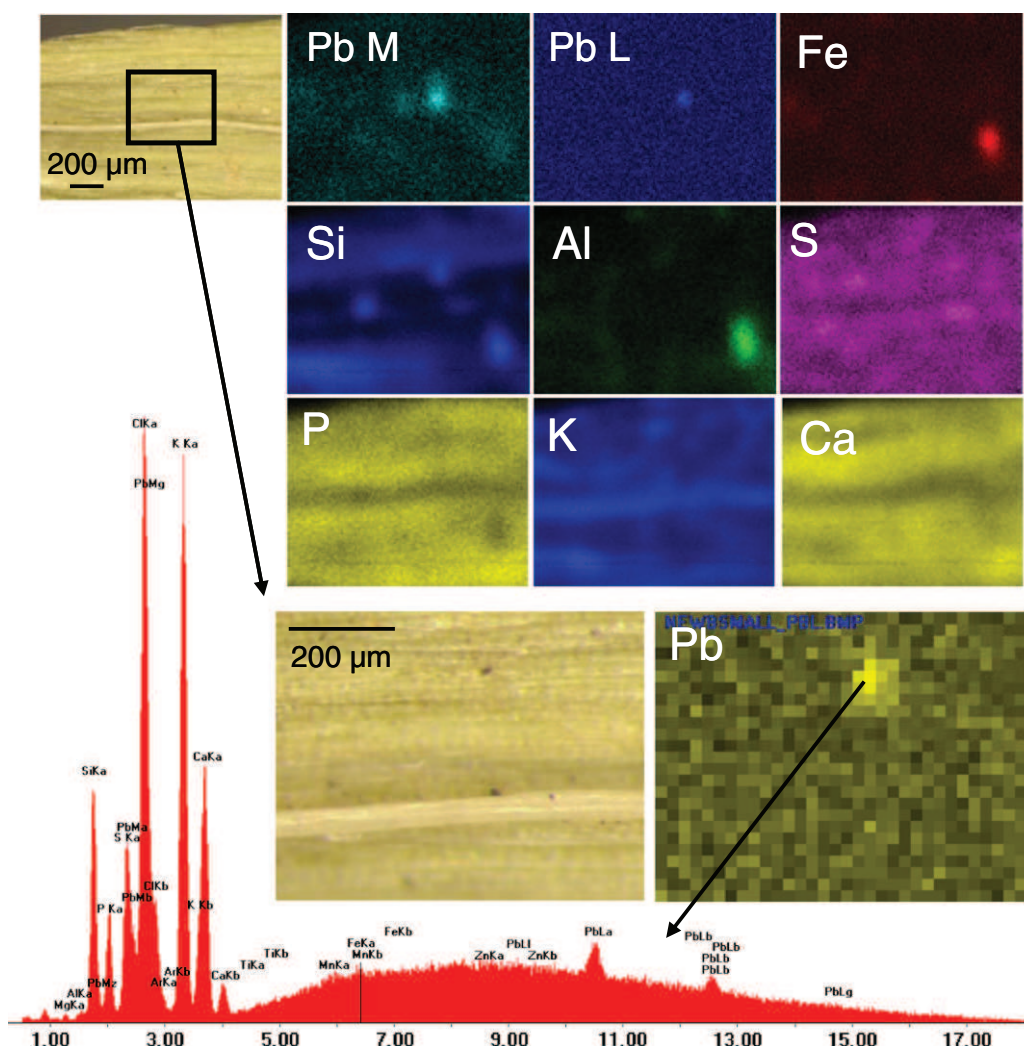 Pb M
Pb L
Fe
200 µm
Si
Al
S
P
K
Ca
ClKa
K Ka
PbMg
CaKa
SiKa
PbMa
S Ka
ClKb
PbMb
P Ka
K Kb
PbMz
ArKb
ArKa
CaKb
AlKa
MgKa
200 µm
NEWBSMALL_PBL.BMP
Pb
TiKb
TiKa
FeKb
FeKa
MnKb
MnKa
PbLl
ZnKa
ZnKb
PbLa
PbLb
PbLb
PbLb
PbLb
PbLg
1.00 3.00 5.00 7.00 9.00 11.00 13.00 15.00 17.00